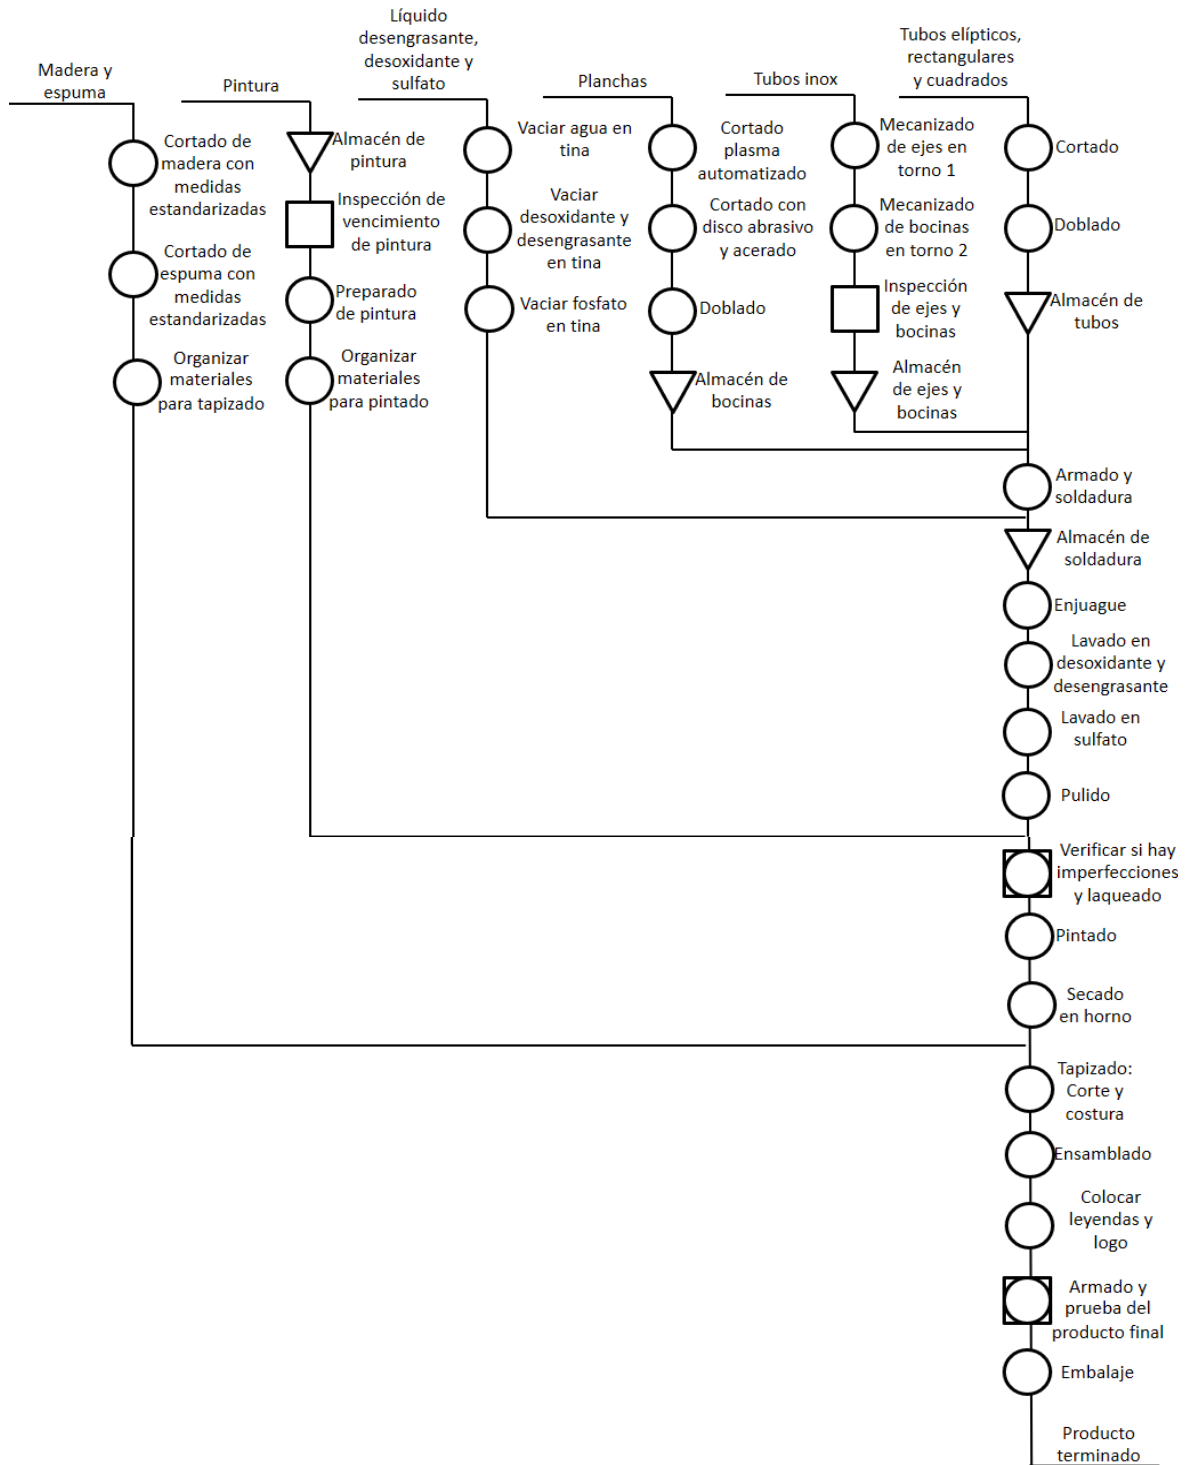 Madera y
espuma
Cortado de
madera con
medidas
estandarizadas
Cortado de
espuma con
medidas
estandarizadas
Organizar
materiales
para tapizado
Pintura
Almacén de
pintura
Inspección de
vencimiento
de pintura
Preparado
de pintura
Organizar
materiales
para pintado
Líquido
desengrasante,
desoxidante y
sulfato
Vaciar agua en
tina
Vaciar
desoxidante y
desengrasante
en tina
Vaciar fosfato
en tina
Planchas
Cortado
plasma
automatizado
Cortado con
disco abrasivo
y acerado
Doblado
Almacén de
bocinas
Tubos inox
Mecanizado
de ejes en
torno 1
Mecanizado
de bocinas
en torno 2
Inspección
de ejes y
bocinas
Almacén
de ejes y
bocinas
Tubos elípticos,
rectangulares
y cuadrados
Cortado
Doblado
Almacén de
tubos
Armado y
soldadura
Almacén de
soldadura
Enjuague
Lavado en
desoxidante y
desengrasante
Lavado en
sulfato
Pulido
Verificar si hay
imperfecciones
y laqueado
Pintado
Secado
en horno
Tapizado:
Corte y
costura
Ensamblado
Colocar
leyendas y
logo
Armado y
prueba del
producto final
Embalaje
Producto
terminado